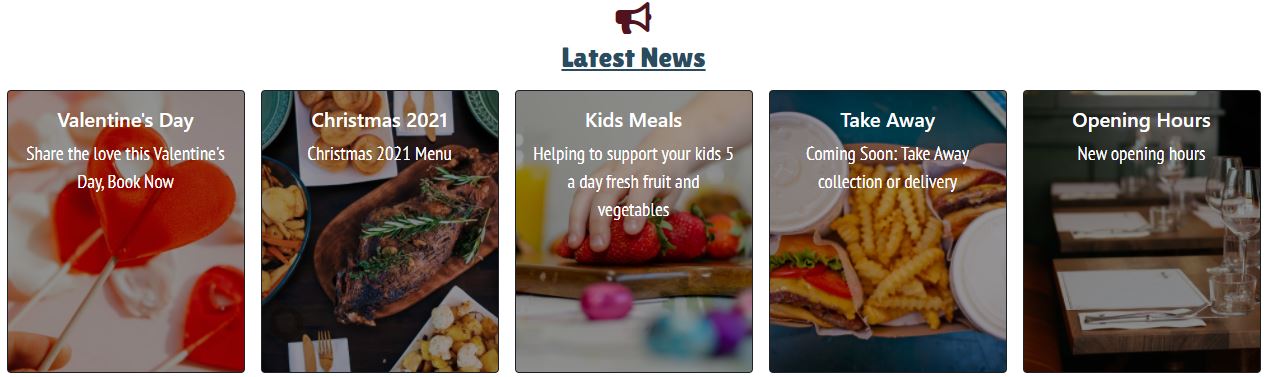 Latest News
Valentine's Day
Share the love this Valentine's
Day, Book Now
Christmas 2021
Christmas 2021 Menu
Kids Meals
Helping to support your kids 5
a day fresh fruit and
vegetables
Take Away
Coming Soon: Take Away
collection or delivery
Opening Hours
New opening hours